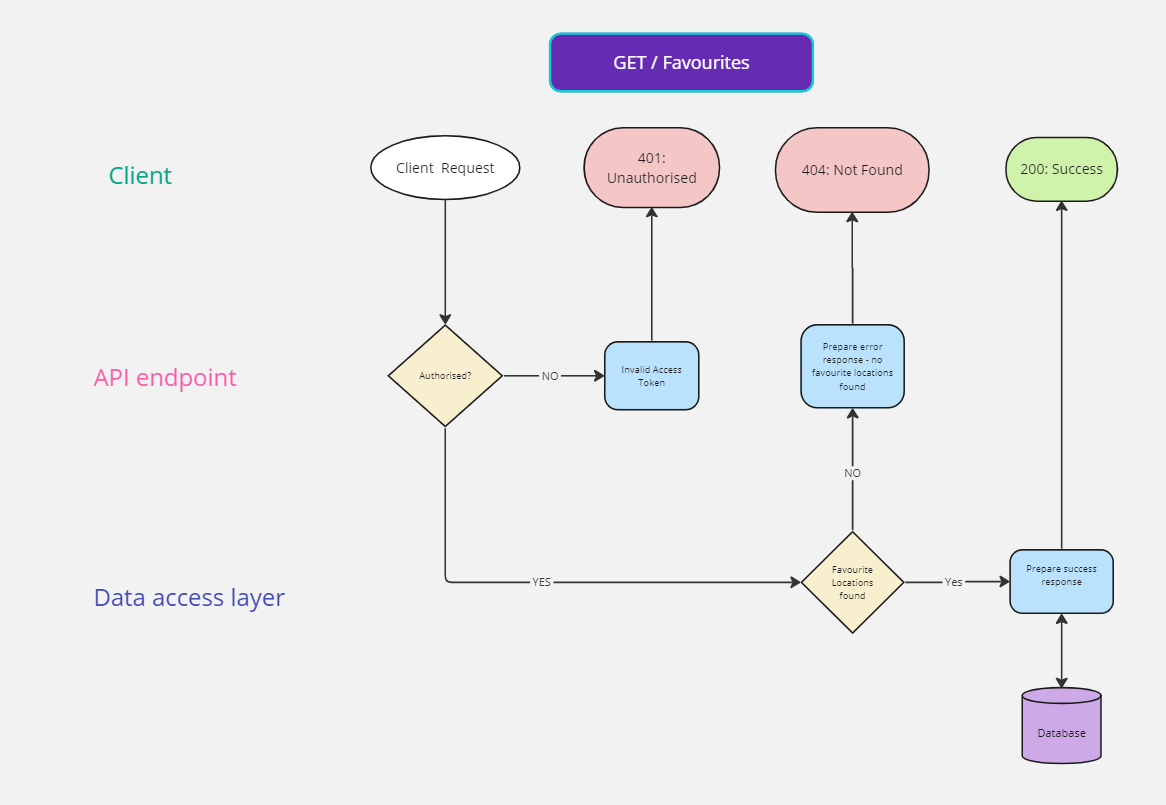 GET / Favourites
Client
Client  Request
401:
Unauthorised
404: Not Found
200: Success
API endpoint
Authorised?
NO
Invalid Access
Token
Prepare error
response - no
favourite locations
found
NO
Data access layer
YES
Favourite
Locations
found
Yes
Prepare success
response
Database